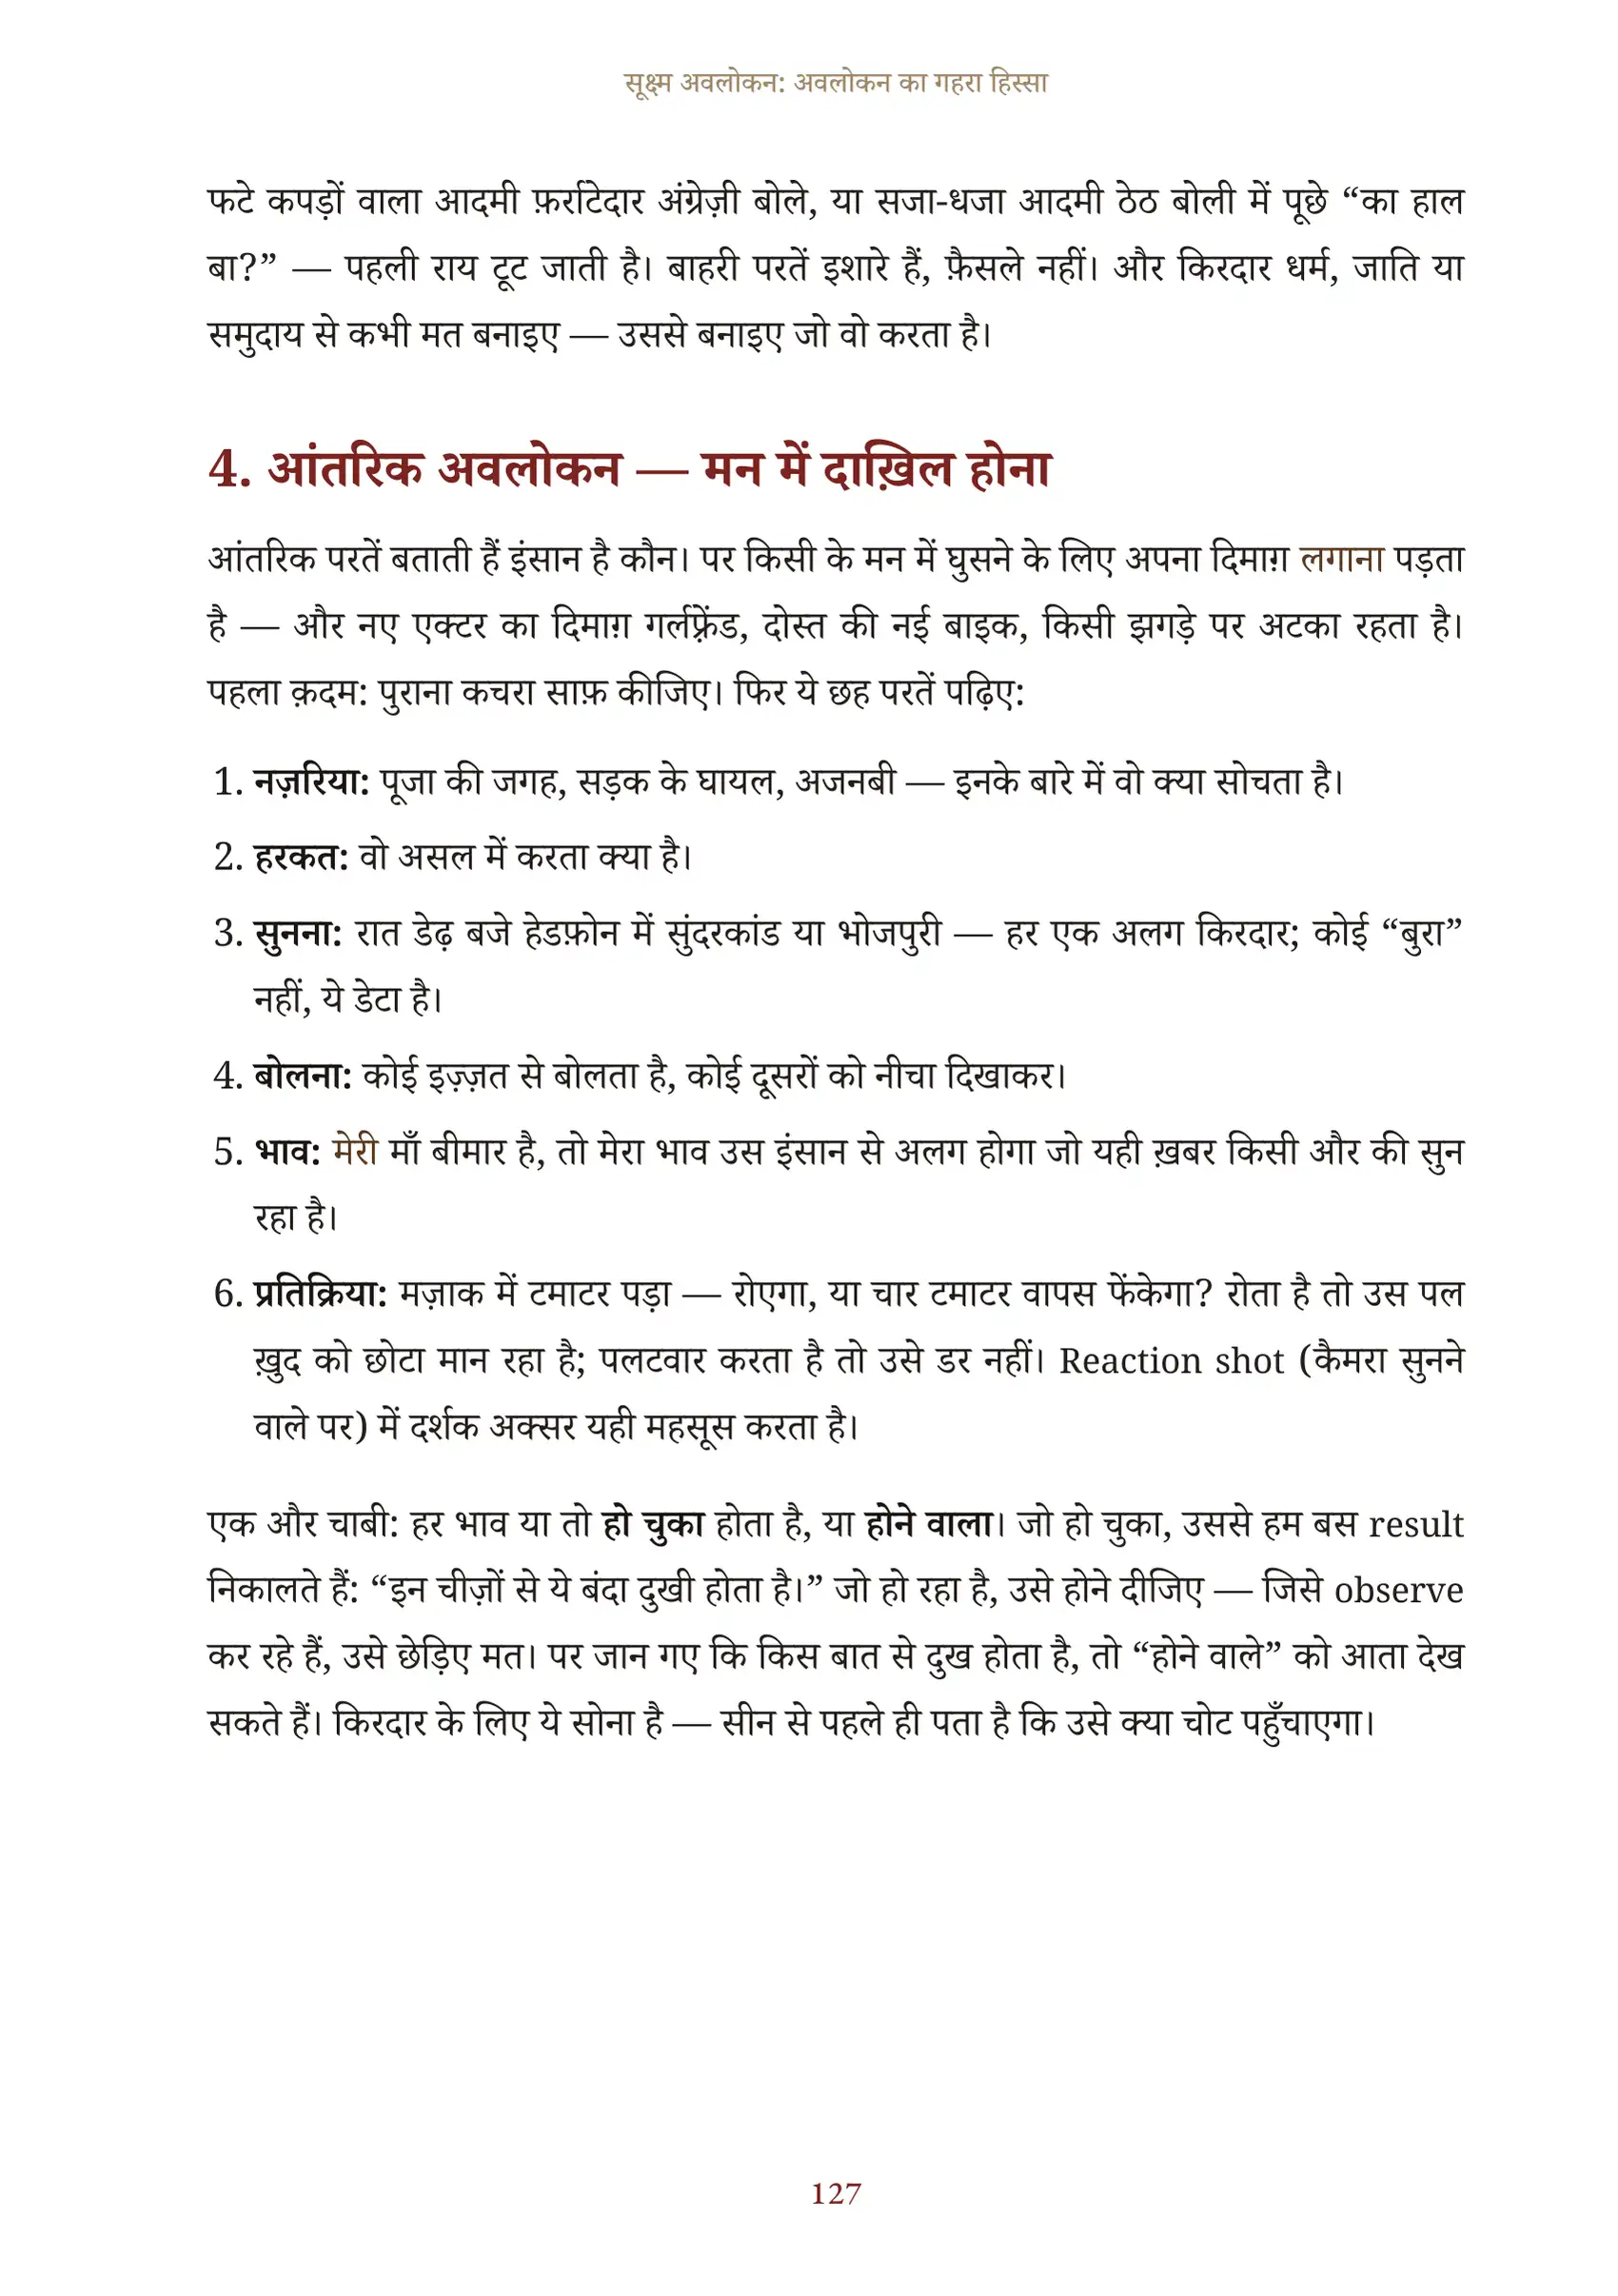 सूक्ष्म अवलोकन: अवलोकन का गहरा हिस्सा
फटे कपड़ों वाला आदमी फ़र्राटेदार अंग्रेज़ी बोले, या सजा-धजा आदमी ठेठ बोली में पूछे “का हाल
बा?” — पहली राय टूट जाती है। बाहरी परतें इशारे हैं, फ़ैसले नहीं। और किरदार धर्म, जाति या
समुदाय से कभी मत बनाइए — उससे बनाइए जो वो करता है।
4. आंतरिक अवलोकन — मन में दाख़िल होना
आंतरिक परतें बताती हैं इंसान है कौन। पर किसी के मन में घुसने के लिए अपना दिमाग़ लगाना पड़ता
है — और नए एक्टर का दिमाग़ गर्लफ़्रेंड, दोस्त की नई बाइक, किसी झगड़े पर अटका रहता है।
पहला क़दम: पुराना कचरा साफ़ कीजिए। फिर ये छह परतें पढ़िए:
1. नज़रिया: पूजा की जगह, सड़क के घायल, अजनबी — इनके बारे में वो क्या सोचता है।
2. हरकत: वो असल में करता क्या है।
3. सुनना: रात डेढ़ बजे हेडफ़ोन में सुंदरकांड या भोजपुरी — हर एक अलग किरदार; कोई “बुरा”
नहीं, ये डेटा है।
4. बोलना: कोई इज़्ज़त से बोलता है, कोई दूसरों को नीचा दिखाकर।
5. भाव: मेरी माँ बीमार है, तो मेरा भाव उस इंसान से अलग होगा जो यही ख़बर किसी और की सुन
रहा है।
6. प्रतिक्रिया: मज़ाक में टमाटर पड़ा — रोएगा, या चार टमाटर वापस फेंकेगा? रोता है तो उस पल
ख़ुद को छोटा मान रहा है; पलटवार करता है तो उसे डर नहीं। Reaction shot (कैमरा सुनने
वाले पर) में दर्शक अक्सर यही महसूस करता है।
एक और चाबी: हर भाव या तो हो चुका होता है, या होने वाला। जो हो चुका, उससे हम बस result
निकालते हैं: “इन चीज़ों से ये बंदा दुखी होता है।” जो हो रहा है, उसे होने दीजिए — जिसे observe
कर रहे हैं, उसे छेड़िए मत। पर जान गए कि किस बात से दुख होता है, तो “होने वाले” को आता देख
सकते हैं। किरदार के लिए ये सोना है — सीन से पहले ही पता है कि उसे क्या चोट पहुँचाएगा।
127